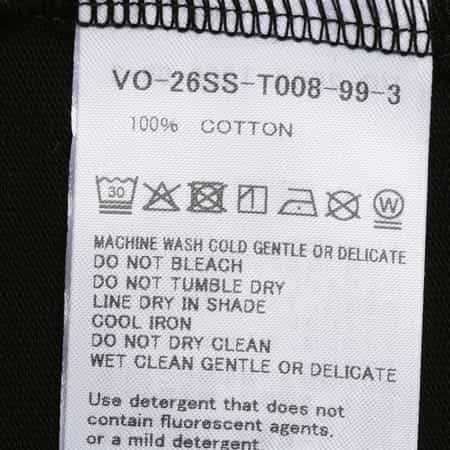 VO-26SS-T008-99-3
100% COTTON
30 W
MACHINE WASH COLD GENTLE OR DELICATE
DO NOT BLEACH
DO NOT TUMBLE DRY
LINE DRY IN SHADE
COOL IRON
DO NOT DRY CLEAN
WET CLEAN GENTLE OR DELICATE
Use detergent that does not
contain fluorescent agents,
or a mild detergent.